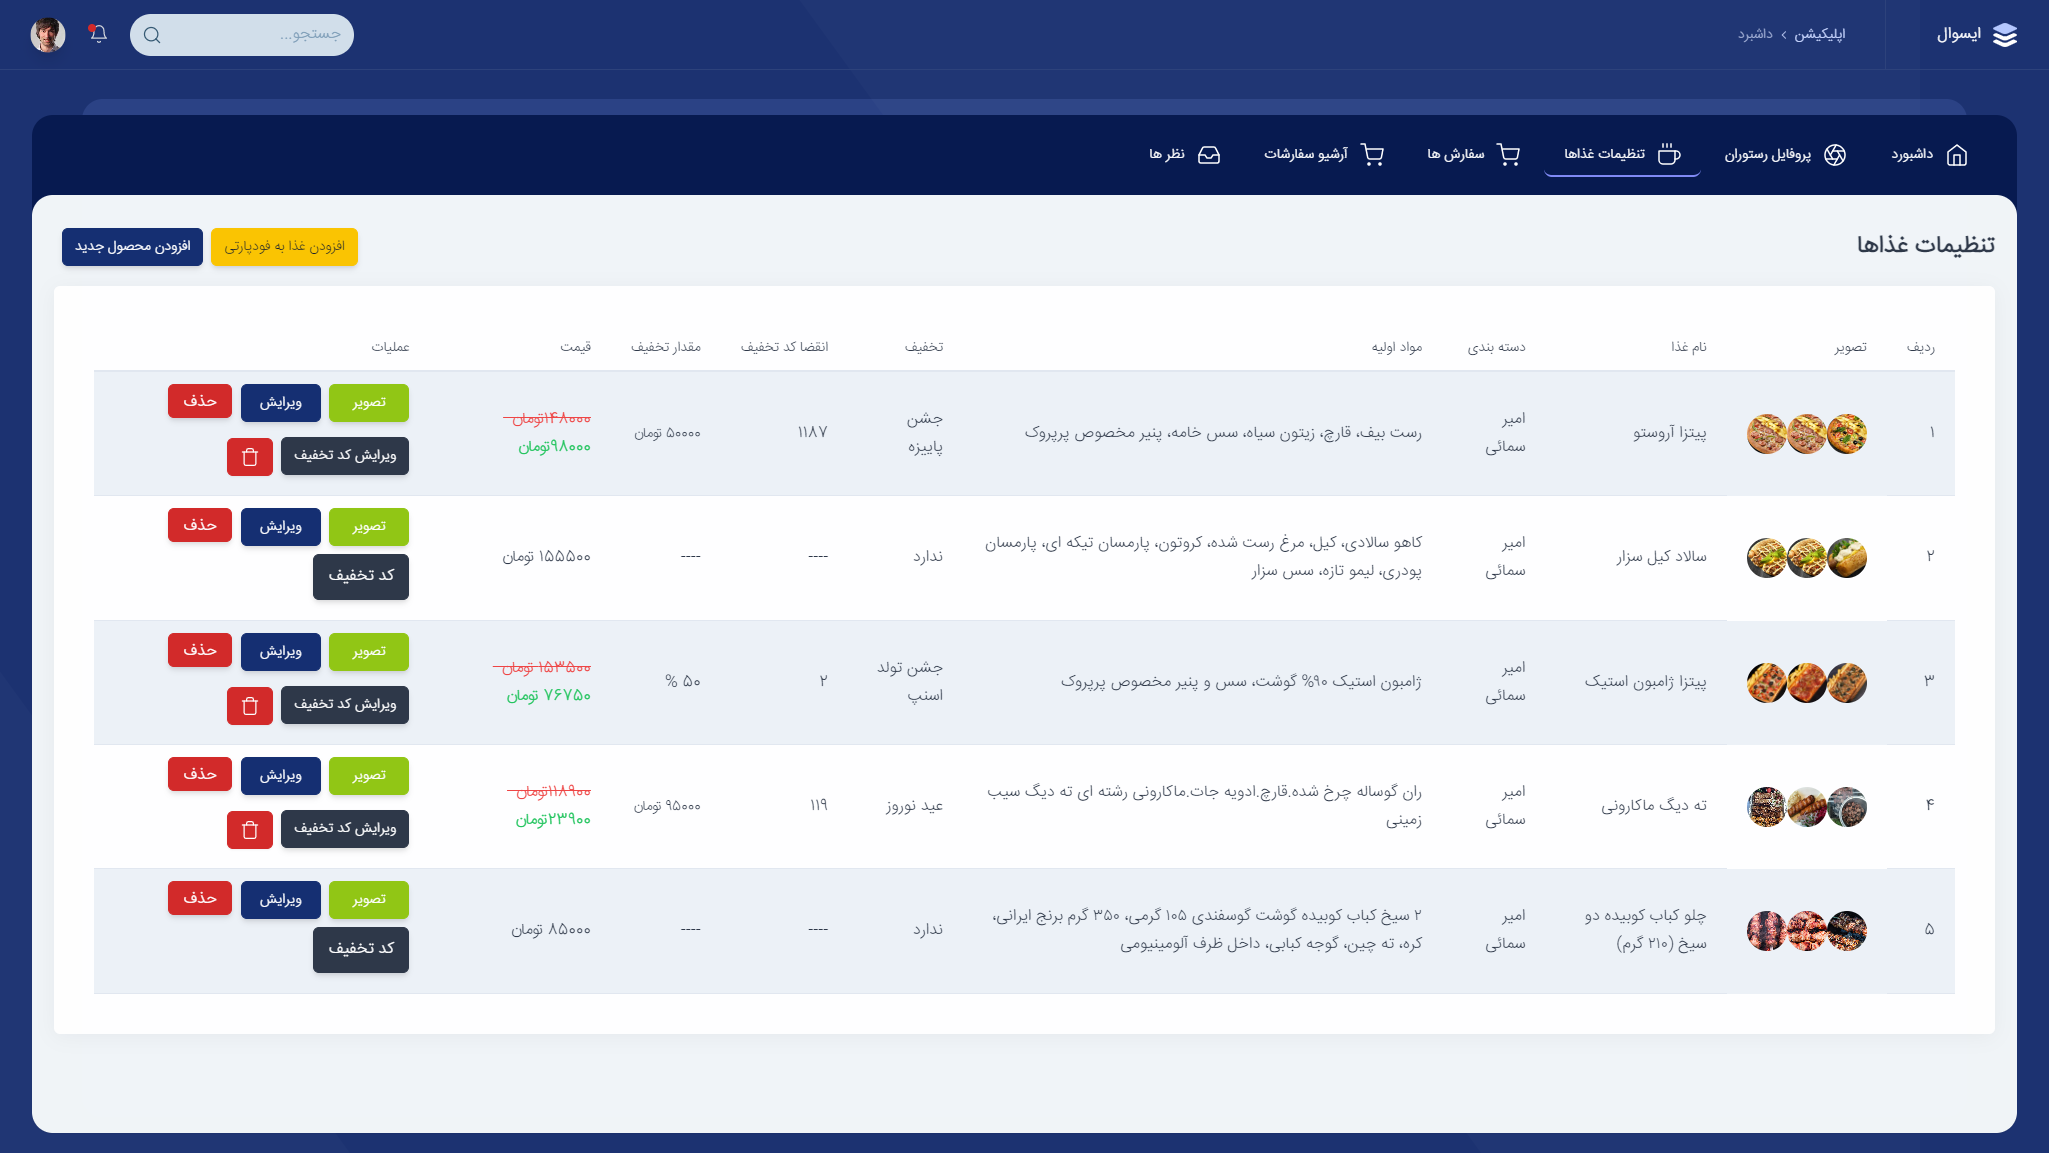 ایسوال
اپلیکیشن › داشبرد
جستجو...
داشبورد
پروفایل رستوران
تنظیمات غذاها
سفارش ها
آرشیو سفارشات
نظر ها
تنظیمات غذاها
افزودن غذا به فودپارتی
افزودن محصول جدید
ردیف تصویر نام غذا دسته بندی مواد اولیه تخفیف انقضا کد تخفیف مقدار تخفیف قیمت عملیات
۱
پیتزا آروستو
امیر
سمائی
رست بیف، قارچ، زیتون سیاه، سس خامه، پنیر مخصوص پرپروک
جشن
پاییزه
۱۱۸۷
۵۰۰۰۰ تومان
۱۴۸۰۰۰تومان
۹۸۰۰۰تومان
تصویر
ویرایش
حذف
ویرایش کد تخفیف
۲
سالاد کیل سزار
امیر
سمائی
کاهو سالادی، کیل، مرغ رست شده، کروتون، پارمسان تیکه ای، پارمسان
پودری، لیمو تازه، سس سزار
ندارد
----
----
۱۵۵۵۰۰ تومان
تصویر
ویرایش
حذف
کد تخفیف
۳
پیتزا ژامبون استیک
امیر
سمائی
ژامبون استیک ۹۰% گوشت، سس و پنیر مخصوص پرپروک
جشن تولد
اسنپ
۲
۵۰ %
۱۵۳۵۰۰ تومان
۷۶۷۵۰ تومان
تصویر
ویرایش
حذف
ویرایش کد تخفیف
۴
ته دیگ ماکارونی
امیر
سمائی
ران گوساله چرخ شده.قارچ.ادویه جات.ماکارونی رشته ای ته دیگ سیب
زمینی
عید نوروز
۱۱۹
۹۵۰۰۰ تومان
۱۱۸۹۰۰تومان
۲۳۹۰۰تومان
تصویر
ویرایش
حذف
ویرایش کد تخفیف
۵
چلو کباب کوبیده دو
سیخ (۲۱۰ گرم)
امیر
سمائی
۲ سیخ کباب کوبیده گوشت گوسفندی ۱۰۵ گرمی، ۳۵۰ گرم برنج ایرانی،
کره، ته چین، گوجه کبابی، داخل ظرف آلومینیومی
ندارد
----
----
۸۵۰۰۰ تومان
تصویر
ویرایش
حذف
کد تخفیف